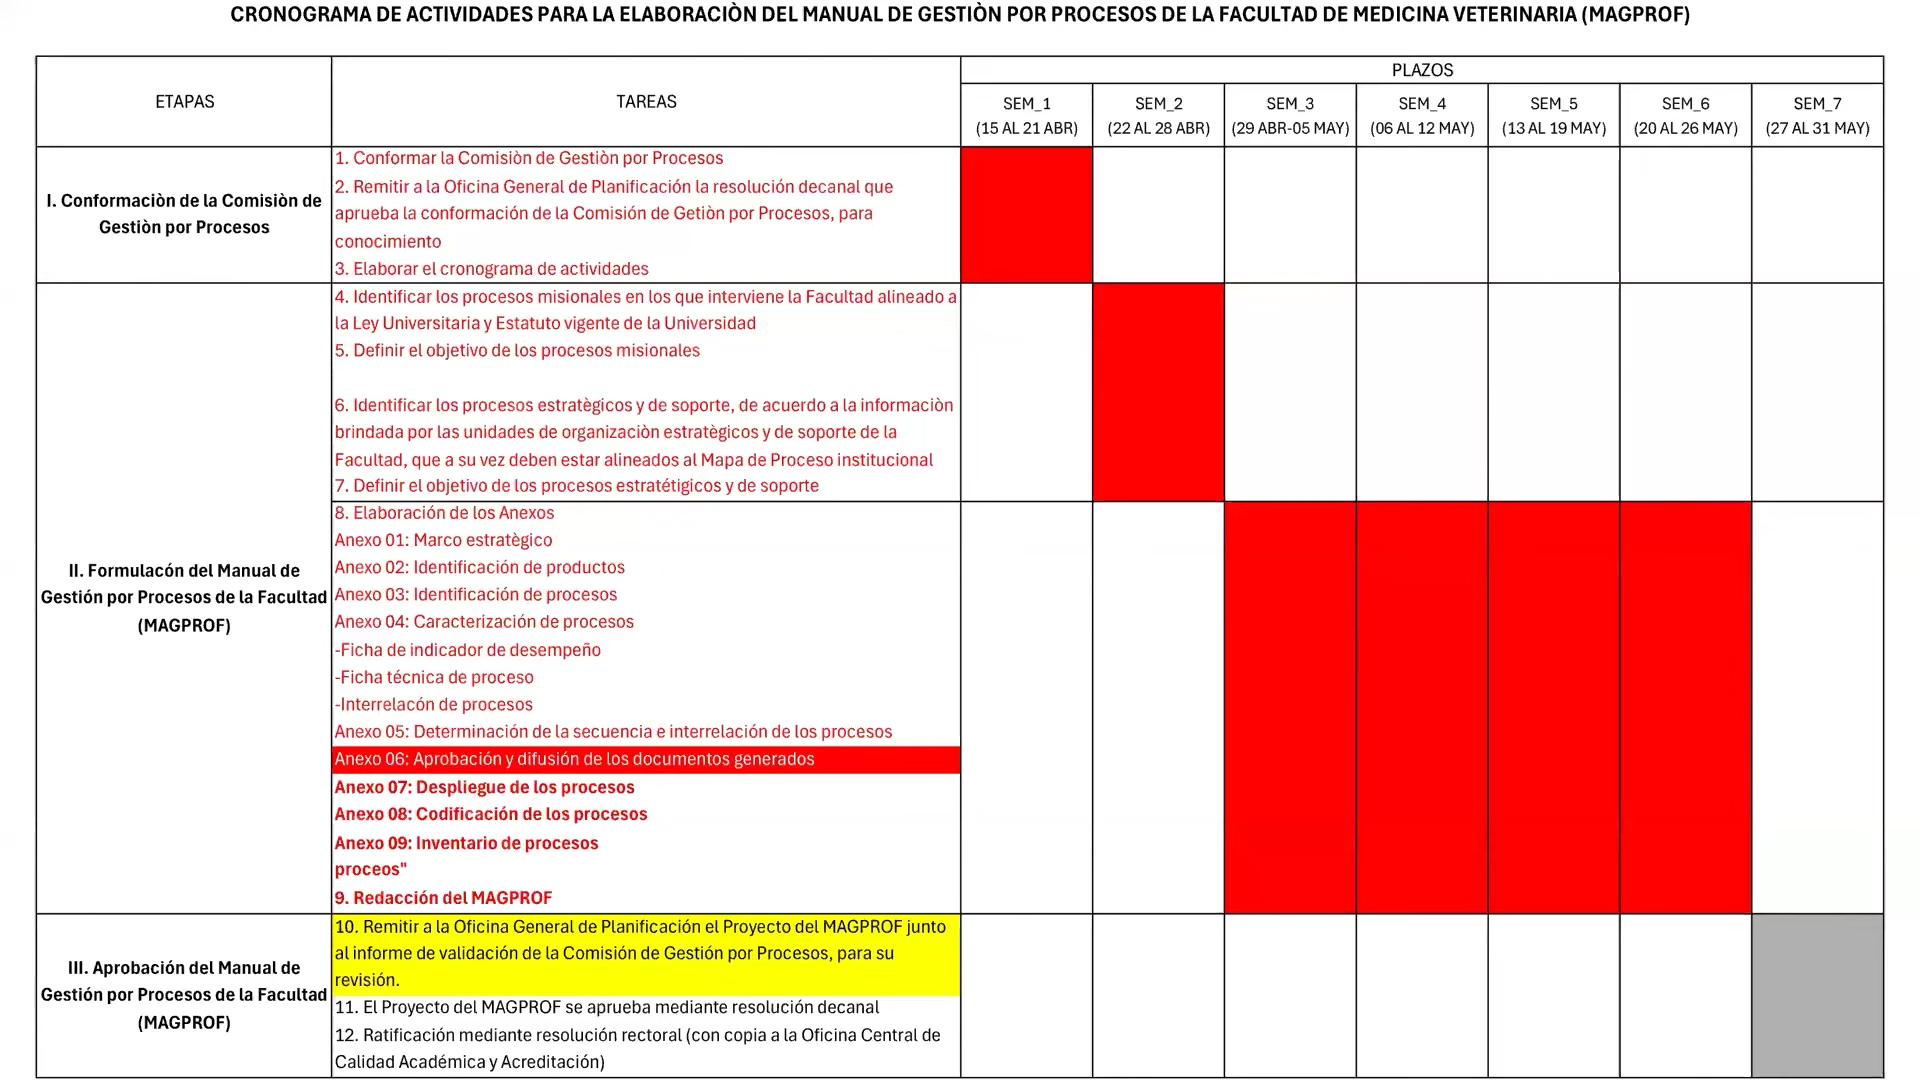 CRONOGRAMA DE ACTIVIDADES PARA LA ELABORACIÒN DEL MANUAL DE GESTIÒN POR PROCESOS DE LA FACULTAD DE MEDICINA VETERINARIA (MAGPROF)
ETAPAS
TAREAS
PLAZOS
SEM_1
(15 AL 21 ABR)
SEM_2
(22 AL 28 ABR)
SEM_3
(29 ABR-05 MAY)
SEM_4
(06 AL 12 MAY)
SEM_5
(13 AL 19 MAY)
SEM_6
(20 AL 26 MAY)
SEM_7
(27 AL 31 MAY)
I. Conformaciòn de la Comisiòn de
Gestiòn por Procesos
1. Conformar la Comisiòn de Gestiòn por Procesos
2. Remitir a la Oficina General de Planificación la resolución decanal que
aprueba la conformación de la Comisión de Getiòn por Procesos, para
conocimiento
3. Elaborar el cronograma de actividades
II. Formulacón del Manual de
Gestión por Procesos de la Facultad
(MAGPROF)
4. Identificar los procesos misionales en los que interviene la Facultad alineado a
la Ley Universitaria y Estatuto vigente de la Universidad
5. Definir el objetivo de los procesos misionales
6. Identificar los procesos estratègicos y de soporte, de acuerdo a la informaciòn
brindada por las unidades de organizaciòn estratègicos y de soporte de la
Facultad, que a su vez deben estar alineados al Mapa de Proceso institucional
7. Definir el objetivo de los procesos estratétigicos y de soporte
8. Elaboración de los Anexos
Anexo 01: Marco estratègico
Anexo 02: Identificación de productos
Anexo 03: Identificación de procesos
Anexo 04: Caracterización de procesos
-Ficha de indicador de desempeño
-Ficha técnica de proceso
-Interrelacón de procesos
Anexo 05: Determinación de la secuencia e interrelación de los procesos
Anexo 06: Aprobación y difusión de los documentos generados
Anexo 07: Despliegue de los procesos
Anexo 08: Codificación de los procesos
Anexo 09: Inventario de procesos
proceos"
9. Redacción del MAGPROF
III. Aprobación del Manual de
Gestión por Procesos de la Facultad
(MAGPROF)
10. Remitir a la Oficina General de Planificación el Proyecto del MAGPROF junto
al informe de validación de la Comisión de Gestión por Procesos, para su
revisión.
11. El Proyecto del MAGPROF se aprueba mediante resolución decanal
12. Ratificación mediante resolución rectoral (con copia a la Oficina Central de
Calidad Académica y Acreditación)